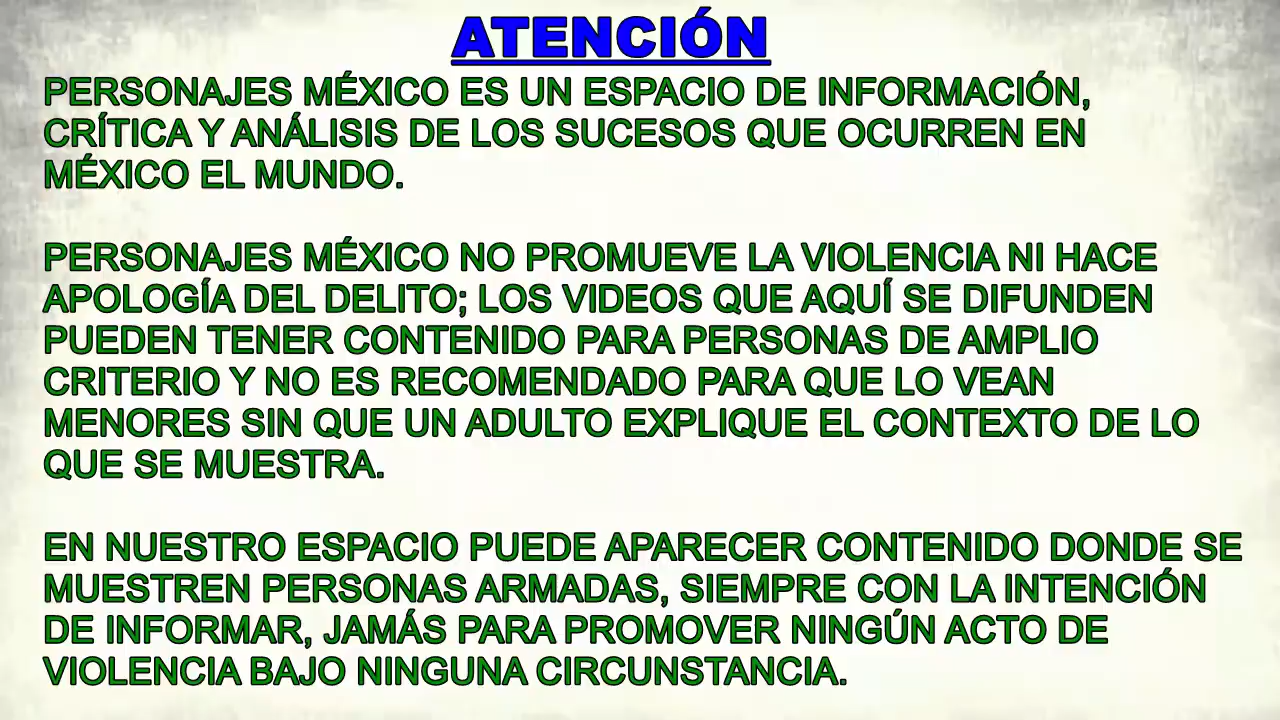 ATENCIÓN
PERSONAJES MÉXICO ES UN ESPACIO DE INFORMACIÓN,
CRÍTICA Y ANÁLISIS DE LOS SUCESOS QUE OCURREN EN
MÉXICO EL MUNDO.
PERSONAJES MÉXICO NO PROMUEVE LA VIOLENCIA NI HACE
APOLOGÍA DEL DELITO; LOS VIDEOS QUE AQUÍ SE DIFUNDEN
PUEDEN TENER CONTENIDO PARA PERSONAS DE AMPLIO
CRITERIO Y NO ES RECOMENDADO PARA QUE LO VEAN
MENORES SIN QUE UN ADULTO EXPLIQUE EL CONTEXTO DE LO
QUE SE MUESTRA.
EN NUESTRO ESPACIO PUEDE APARECER CONTENIDO DONDE SE
MUESTREN PERSONAS ARMADAS, SIEMPRE CON LA INTENCIÓN
DE INFORMAR, JAMÁS PARA PROMOVER NINGÚN ACTO DE
VIOLENCIA BAJO NINGUNA CIRCUNSTANCIA.